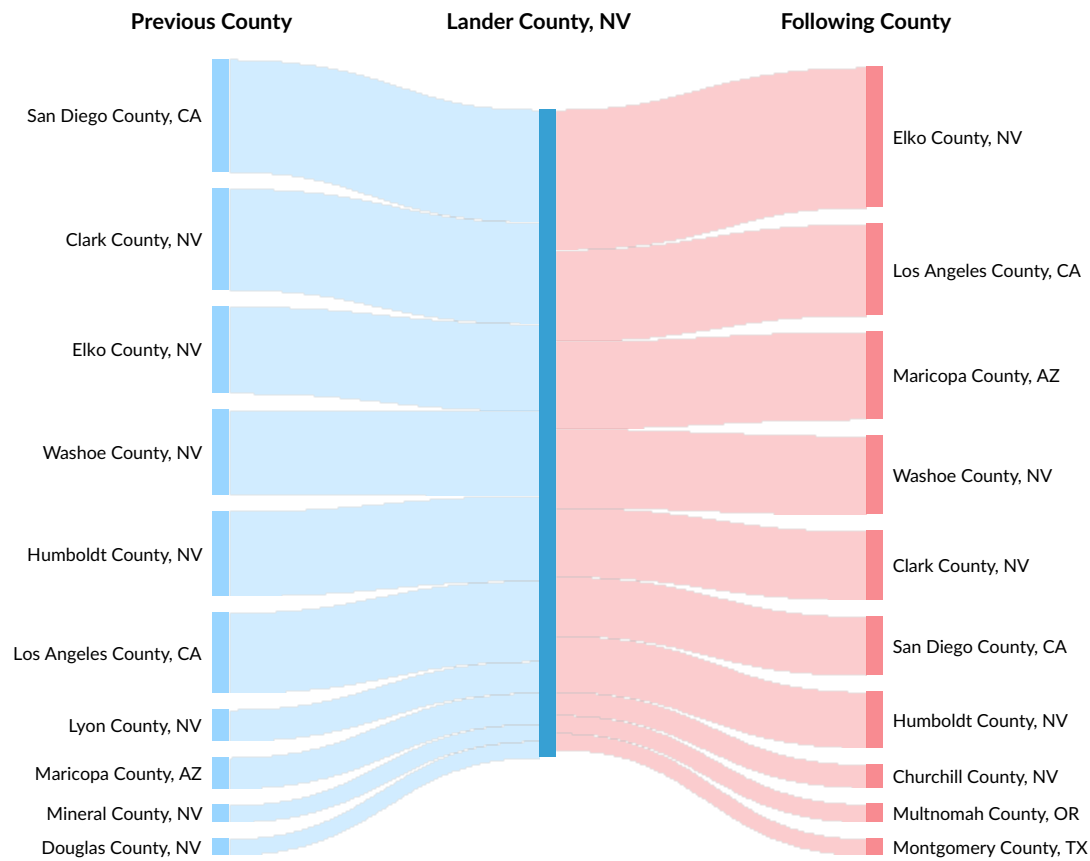 Previous County
Lander County, NV
Following County
San Diego County, CA
Clark County, NV
Elko County, NV
Washoe County, NV
Humboldt County, NV
Los Angeles County, CA
Lyon County, NV
Maricopa County, AZ
Mineral County, NV
Douglas County, NV
Elko County, NV
Los Angeles County, CA
Maricopa County, AZ
Washoe County, NV
Clark County, NV
San Diego County, CA
Humboldt County, NV
Churchill County, NV
Multnomah County, OR
Montgomery County, TX